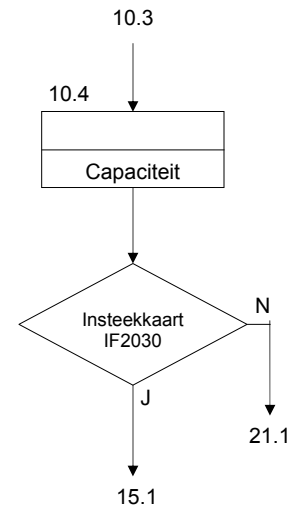 10.3
10.4
Capaciteit
Insteekkaart
IF2030
N
J
21.1
15.1